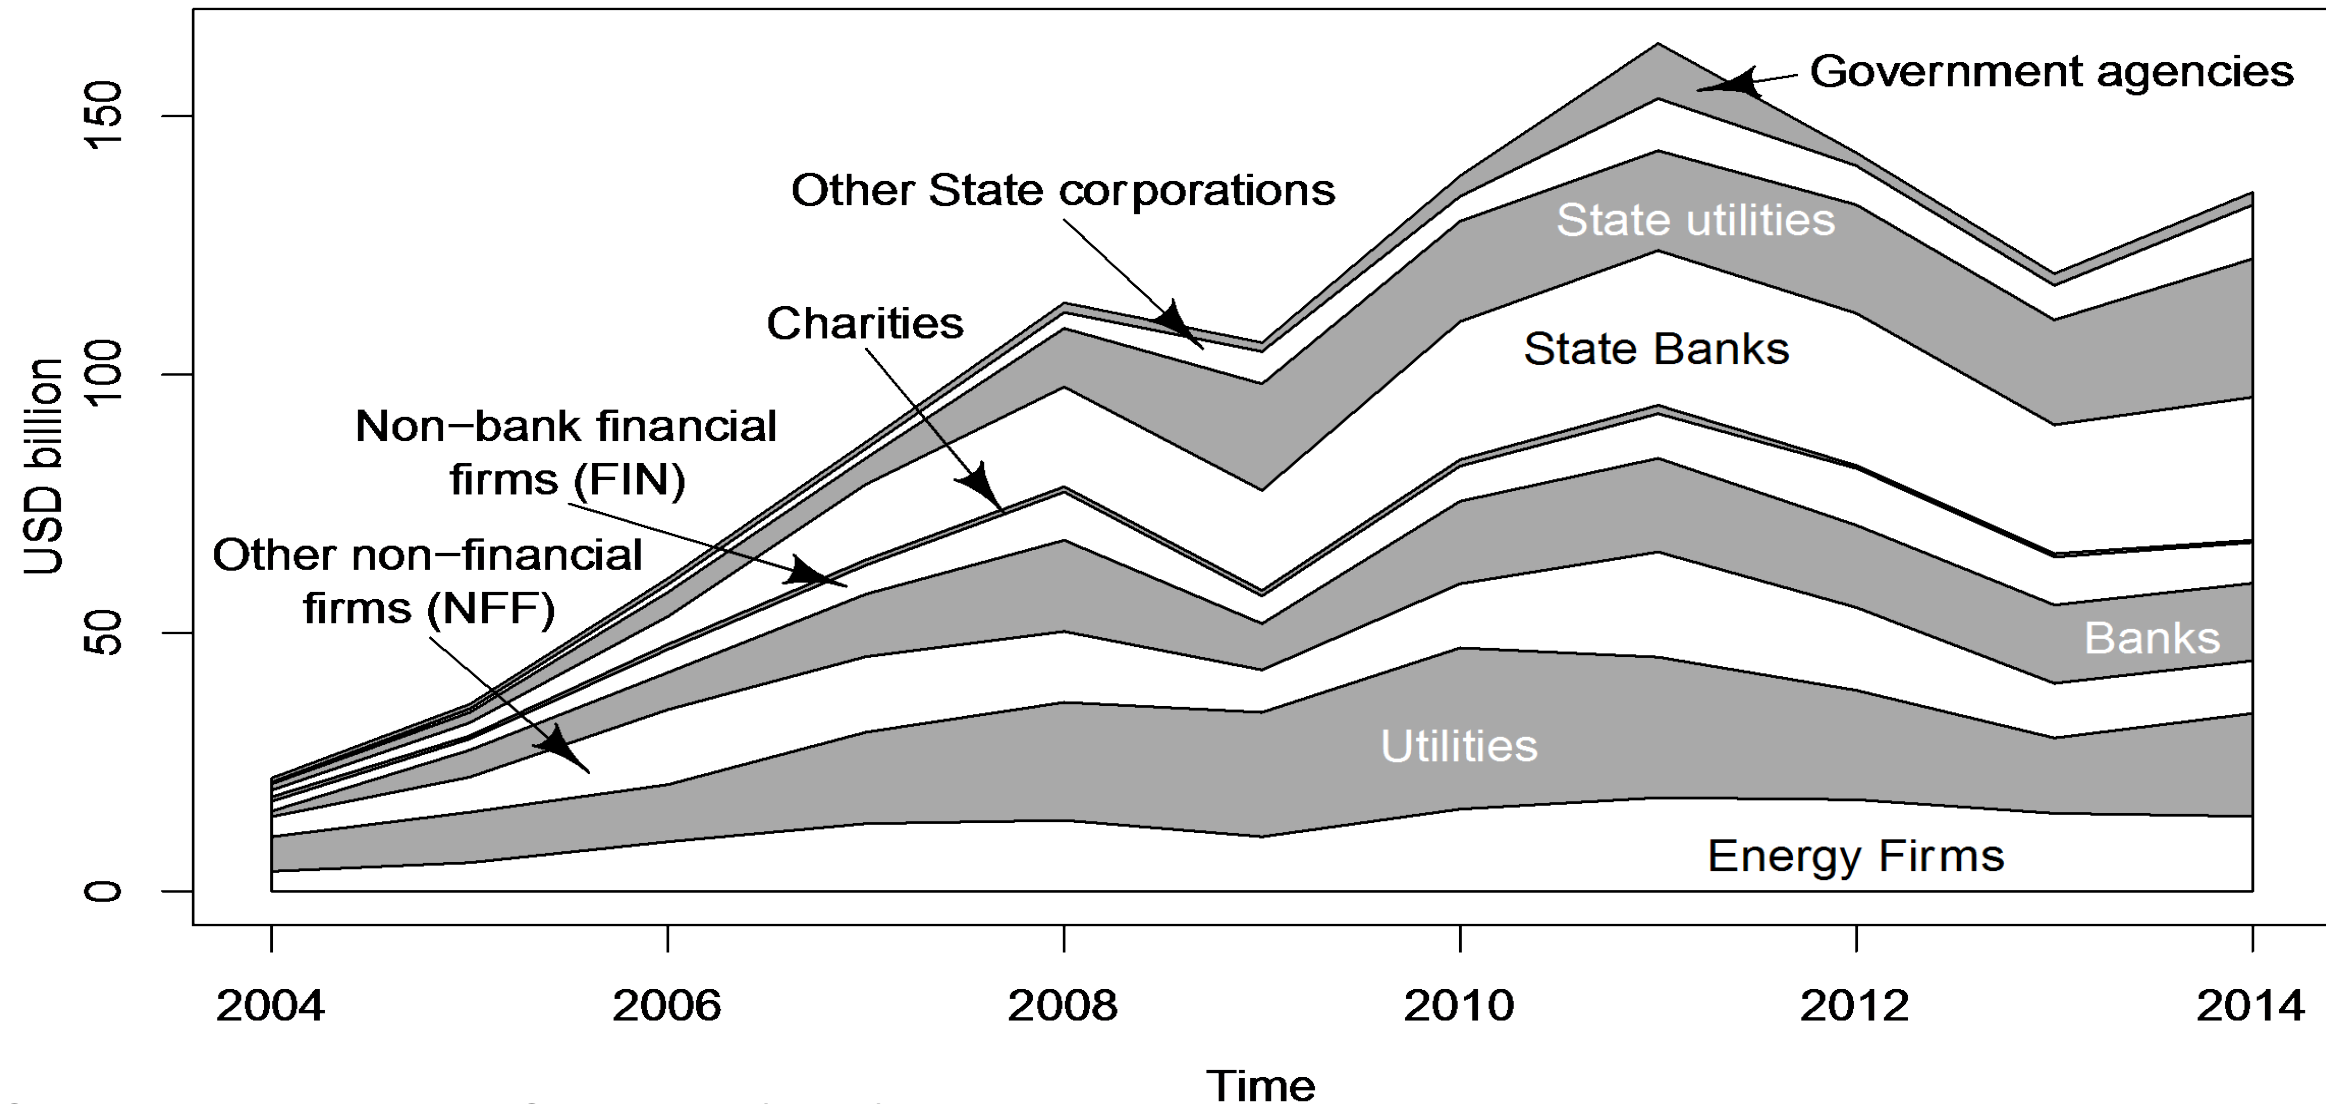 Government agencies
Other State corporations
State utilities
Charities
State Banks
Non−bank financial
firms (FIN)
Other non−financial
firms (NFF)
Banks
Utilities
Energy Firms
USD billion
150
100
50
0
2004 2006 2008 2010 2012 2014
Time